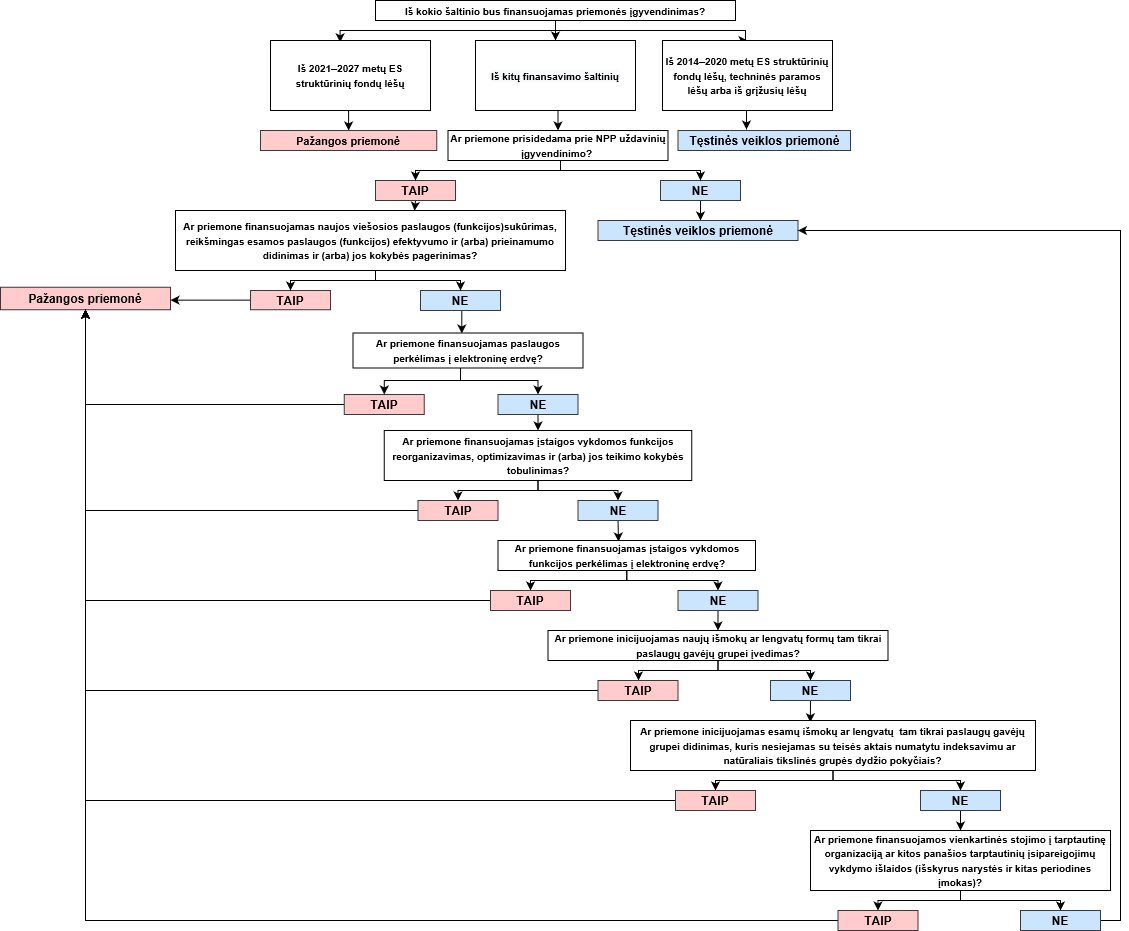 Iš kokio šaltinio bus finansuojamas priemonės įgyvendinimas?
Iš 2021–2027 metų ES
struktūrinių fondų lėšų
Iš kitų finansavimo šaltinių
Iš 2014–2020 metų ES struktūrinių
fondų lėšų, techninės paramos
lėšų arba iš grįžusių lėšų
Pažangos priemonė
Ar priemone prisidedama prie NPP uždavinių
įgyvendinimo?
Tęstinės veiklos priemonė
TAIP
NE
Ar priemone finansuojamas naujos viešosios paslaugos (funkcijos)sukūrimas,
reikšmingas esamos paslaugos (funkcijos) efektyvumo ir (arba) prieinamumo
didinimas ir (arba) jos kokybės pagerinimas?
Tęstinės veiklos priemonė
Pažangos priemonė
TAIP
NE
Ar priemone finansuojamas paslaugos
perkėlimas į elektroninę erdvę?
TAIP
NE
Ar priemone finansuojamas įstaigos vykdomos funkcijos
reorganizavimas, optimizavimas ir (arba) jos teikimo kokybės
tobulinimas?
TAIP
NE
Ar priemone finansuojamas įstaigos vykdomos
funkcijos perkėlimas į elektroninę erdvę?
TAIP
NE
Ar priemone inicijuojamas naujų išmokų ar lengvatų formų tam tikrai
paslaugų gavėjų grupei įvedimas?
TAIP
NE
Ar priemone inicijuojamas esamų išmokų ar lengvatų  tam tikrai paslaugų gavėjų
grupei didinimas, kuris nesiejamas su teisės aktais numatytu indeksavimu ar
natūraliais tikslinės grupės dydžio pokyčiais?
TAIP
NE
Ar priemone finansuojamos vienkartinės stojimo į tarptautinę
organizaciją ar kitos panašios tarptautinių įsipareigojimų
vykdymo išlaidos (išskyrus narystės ir kitas periodines
įmokas)?
TAIP
NE